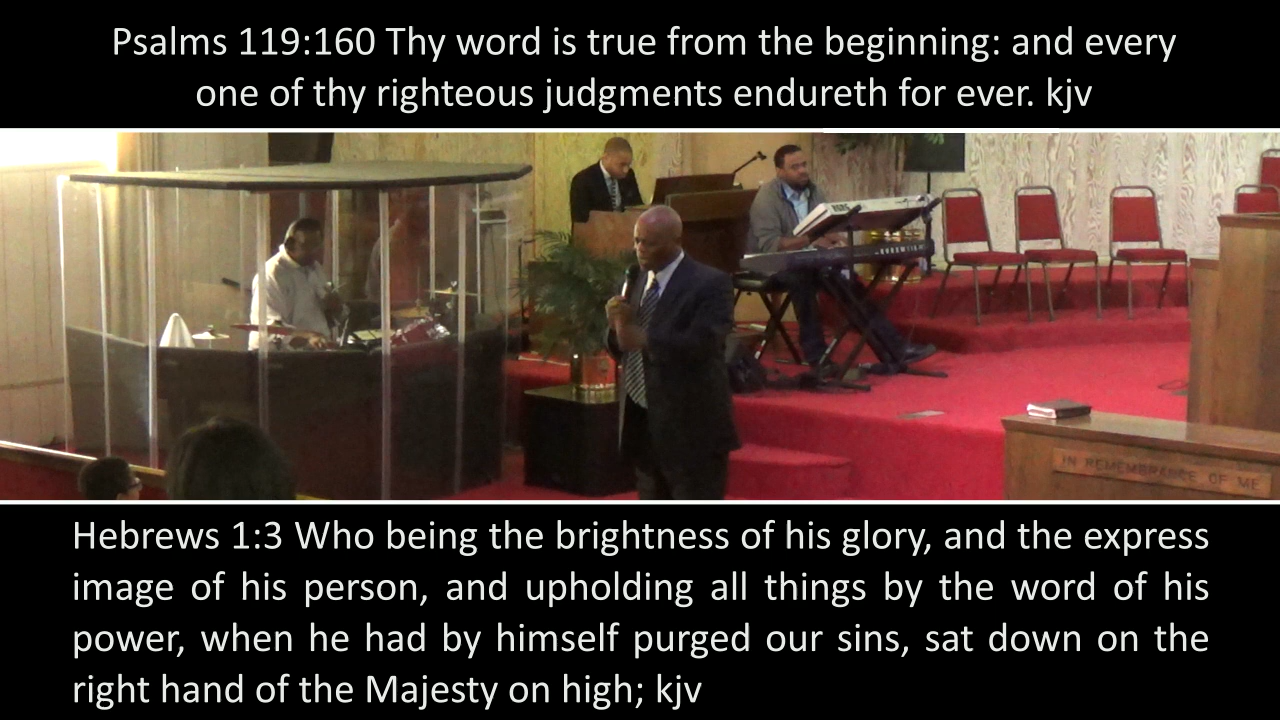 Psalms 119:160 Thy word is true from the beginning: and every
one of thy righteous judgments endureth for ever. kjv
KORG
IN REMEMBRANCE OF ME
Hebrews 1:3 Who being the brightness of his glory, and the express
image of his person, and upholding all things by the word of his
power, when he had by himself purged our sins, sat down on the
right hand of the Majesty on high; kjv